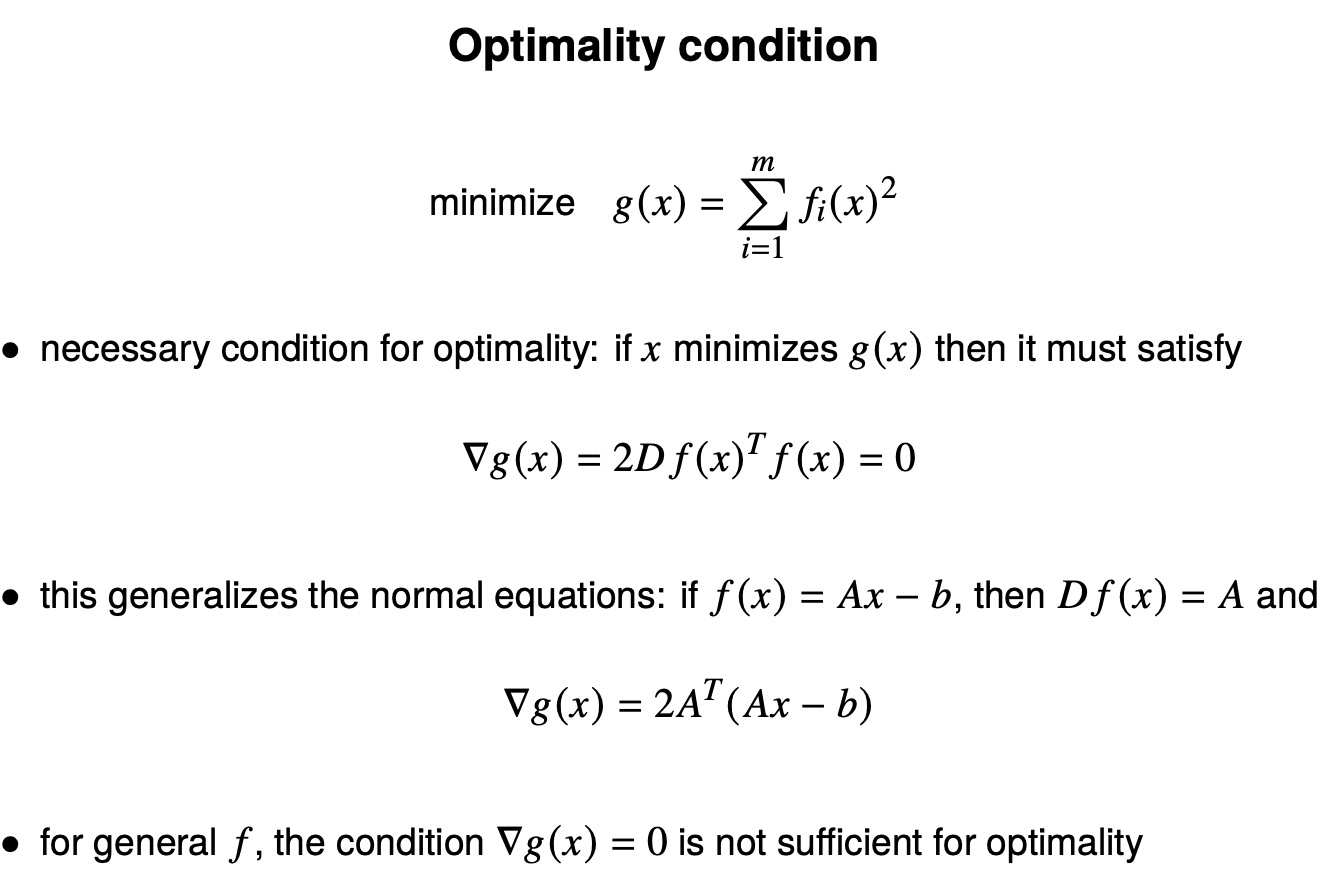 Optimality condition
minimize g(x) = ∑_{i=1}^{m} f_i(x)^2
• necessary condition for optimality: if x minimizes g(x) then it must satisfy
∇g(x) = 2Df(x)^T f(x) = 0
• this generalizes the normal equations: if f(x) = Ax − b, then Df(x) = A and
∇g(x) = 2A^T(Ax − b)
• for general f, the condition ∇g(x) = 0 is not sufficient for optimality